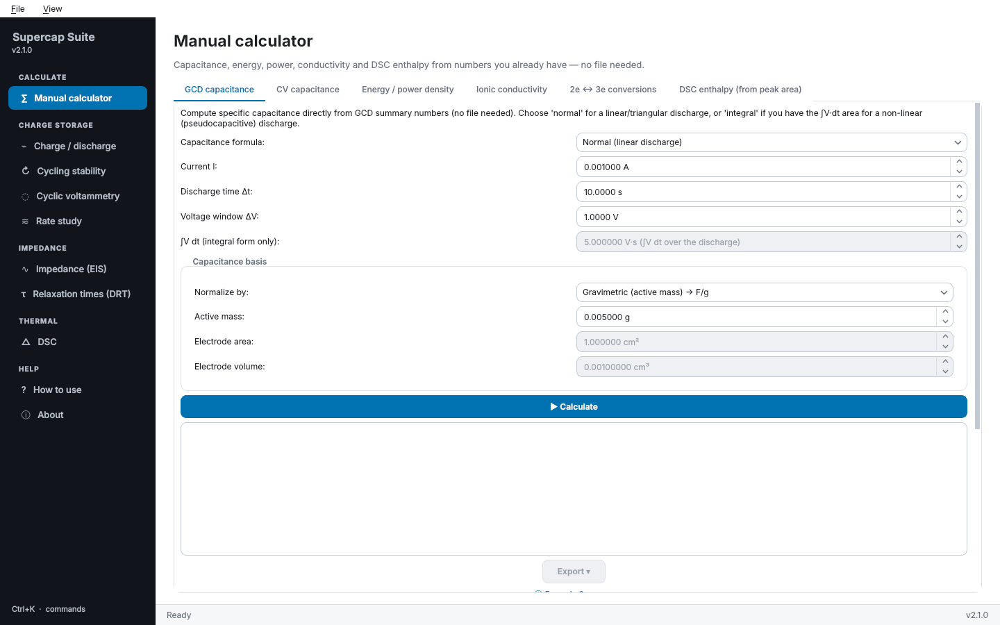 File View
Supercap Suite
v2.1.0
CALCULATE
Σ Manual calculator
CHARGE STORAGE
Charge / discharge
Cycling stability
Cyclic voltammetry
≋ Rate study
IMPEDANCE
∿ Impedance (EIS)
τ Relaxation times (DRT)
THERMAL
△ DSC
HELP
? How to use
ⓘ About
Ctrl+K · commands
Manual calculator
Capacitance, energy, power, conductivity and DSC enthalpy from numbers you already have — no file needed.
GCD capacitance CV capacitance Energy / power density Ionic conductivity 2e ↔ 3e conversions DSC enthalpy (from peak area)
Compute specific capacitance directly from GCD summary numbers (no file needed). Choose 'normal' for a linear/triangular discharge, or 'integral' if you have the ∫V·dt area for a non-linear
(pseudocapacitive) discharge.
Capacitance formula: Normal (linear discharge)
Current I: 0.001000 A
Discharge time Δt: 10.0000 s
Voltage window ΔV: 1.0000 V
∫V dt (integral form only): 5.000000 V·s (∫V dt over the discharge)
Capacitance basis
Normalize by: Gravimetric (active mass) → F/g
Active mass: 0.005000 g
Electrode area: 1.000000 cm²
Electrode volume: 0.00100000 cm³
▶ Calculate
Export ▾
Ready v2.1.0